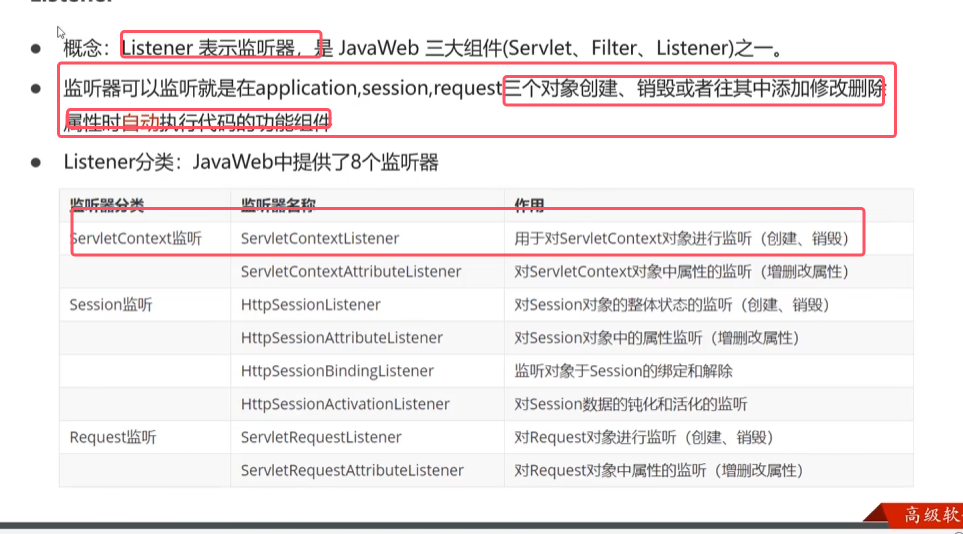 Listener
概念：Listener 表示监听器，是 JavaWeb 三大组件(Servlet、Filter、Listener)之一。
监听器可以监听就是在application,session,request三个对象创建、销毁或者往其中添加修改删除
属性时自动执行代码的功能组件
Listener分类：JavaWeb中提供了8个监听器
监听器分类 监听器名称 作用
ServletContext监听 ServletContextListener 用于对ServletContext对象进行监听（创建、销毁）
ServletContextAttributeListener 对ServletContext对象中属性的监听（增删改属性）
Session监听 HttpSessionListener 对Session对象的整体状态的监听（创建、销毁）
HttpSessionAttributeListener 对Session对象中的属性监听（增删改属性）
HttpSessionBindingListener 监听对象于Session的绑定和解除
HttpSessionActivationListener 对Session数据的钝化和活化的监听
Request监听 ServletRequestListener 对Request对象进行监听（创建、销毁）
ServletRequestAttributeListener 对Request对象中属性的监听（增删改属性）
高级软